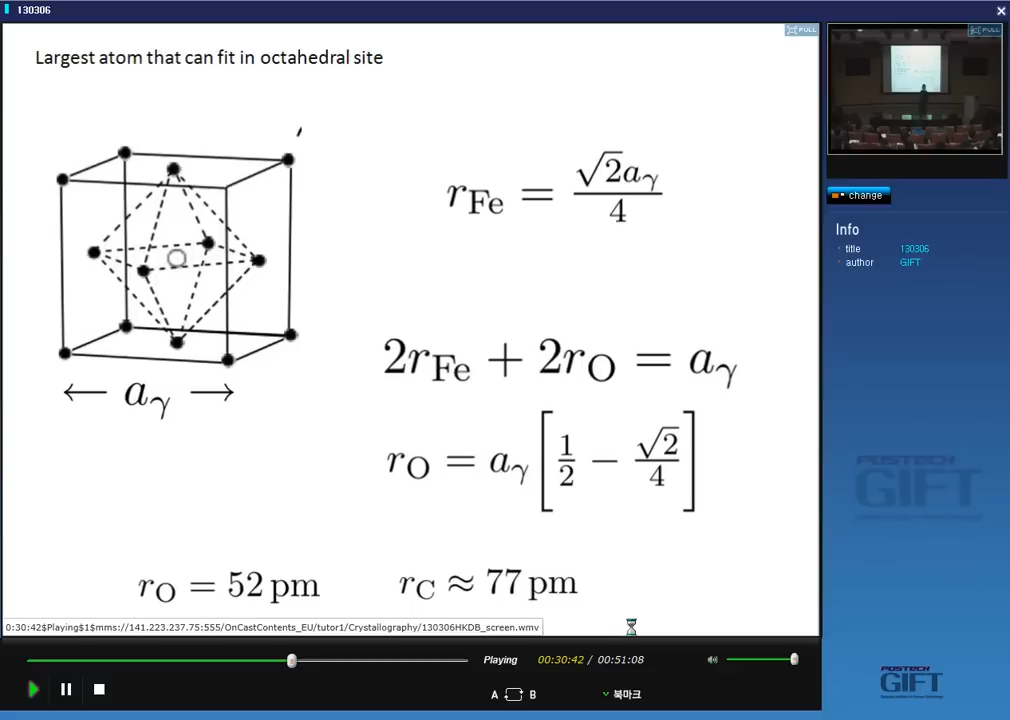 130306
FULL
Largest atom that can fit in octahedral site
r_Fe = √2a_γ/4
2r_Fe + 2r_O = a_γ
← a_γ →
r_O = a_γ [1/2 − √2/4]
r_O = 52 pm r_C ≈ 77 pm
0:30:42$Playing$1$mms://141.223.237.75:555/OnCastContents_EU/tutor1/Crystallography/130306HKDB_screen.wmv
Playing 00:30:42 / 00:51:08
A B 북마크
FULL
change
Info
title 130306
author GIFT
POSTECH
GIFT
POSTECH
GIFT